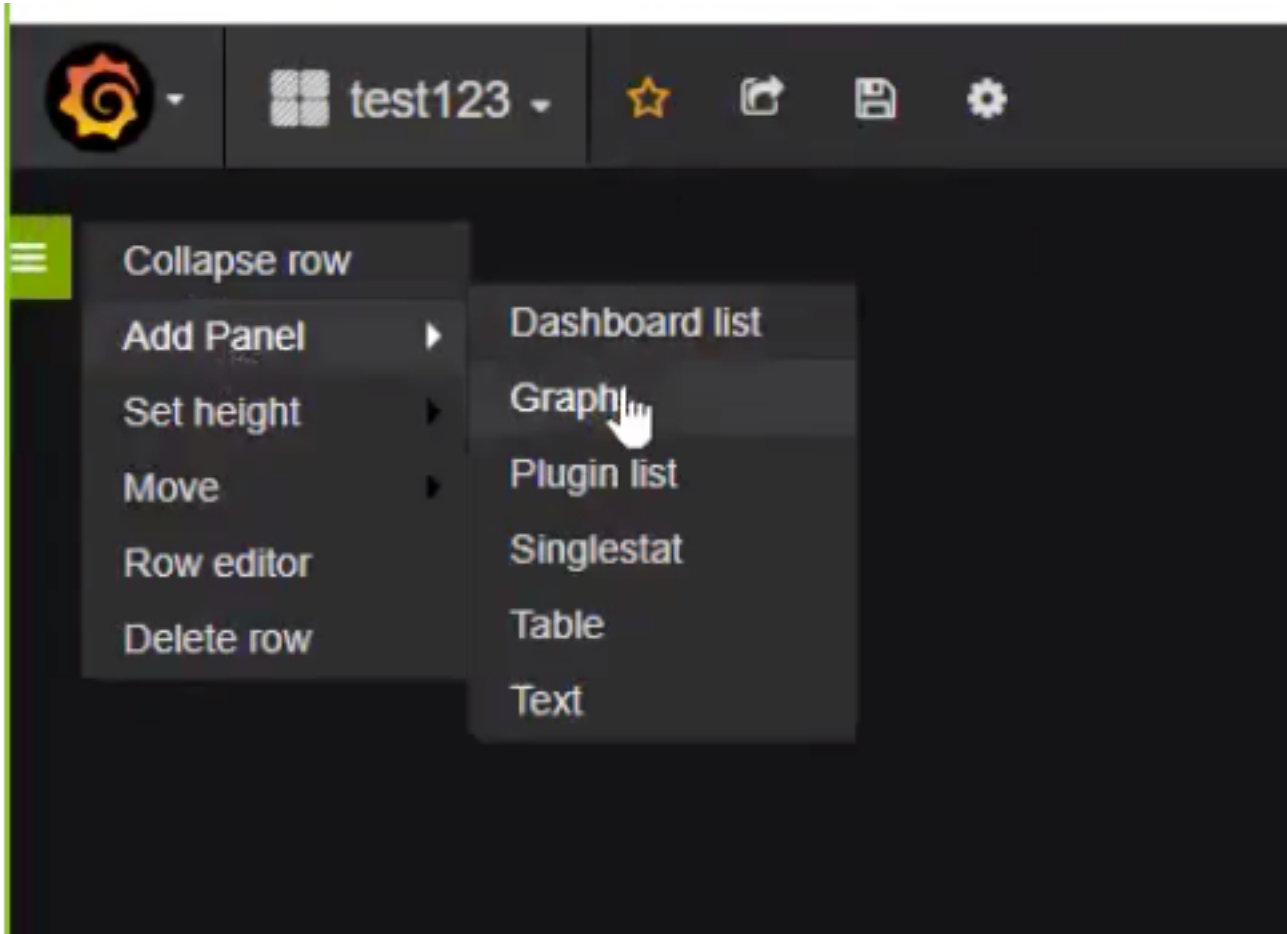 test123
Collapse row
Add Panel
Set height
Move
Row editor
Delete row
Dashboard list
Graph
Plugin list
Singlestat
Table
Text